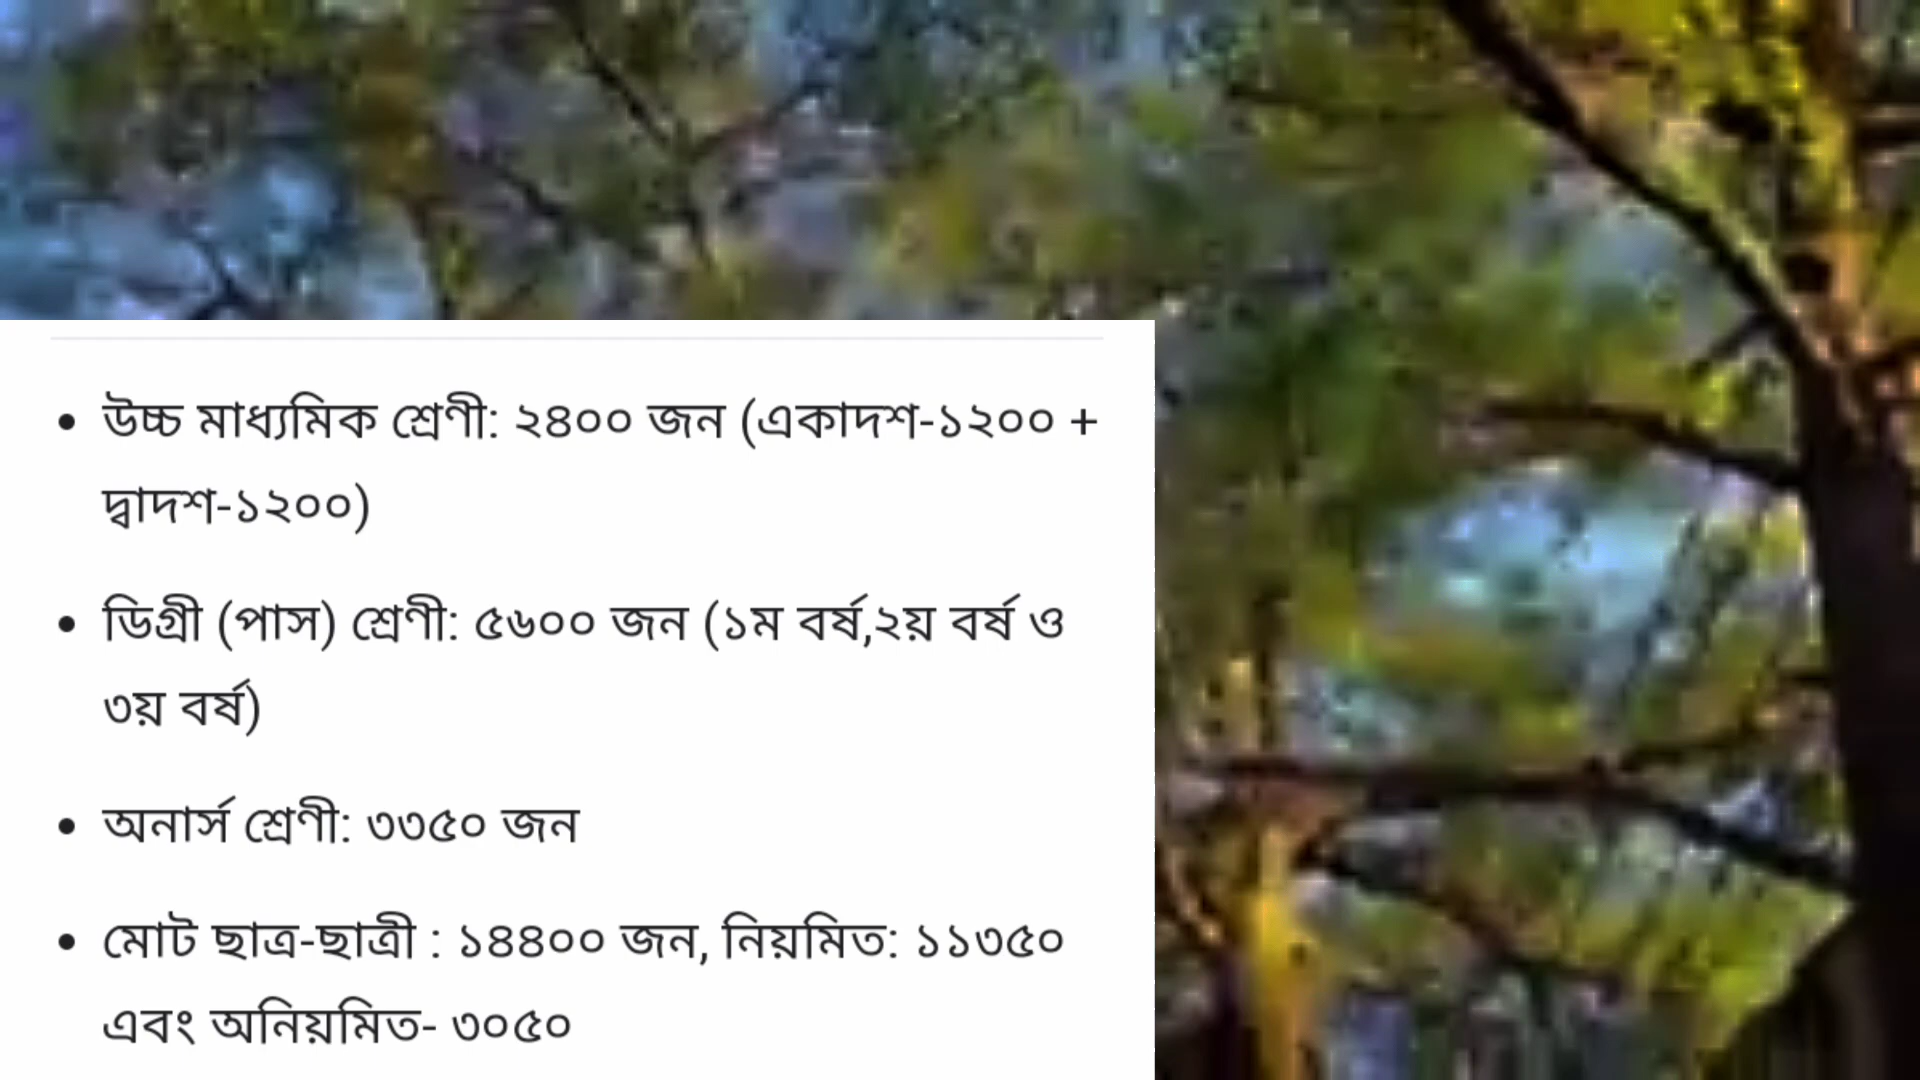 • উচ্চ মাধ্যমিক শ্রেণী: ২৪০০ জন (একাদশ-১২০০ +
দ্বাদশ-১২০০)
• ডিগ্রী (পাস) শ্রেণী: ৫৬০০ জন (১ম বর্ষ,২য় বর্ষ ও
৩য় বর্ষ)
• অনার্স শ্রেণী: ৩৩৫০ জন
• মোট ছাত্র-ছাত্রী : ১৪৪০০ জন, নিয়মিত: ১১৩৫০
এবং অনিয়মিত- ৩০৫০